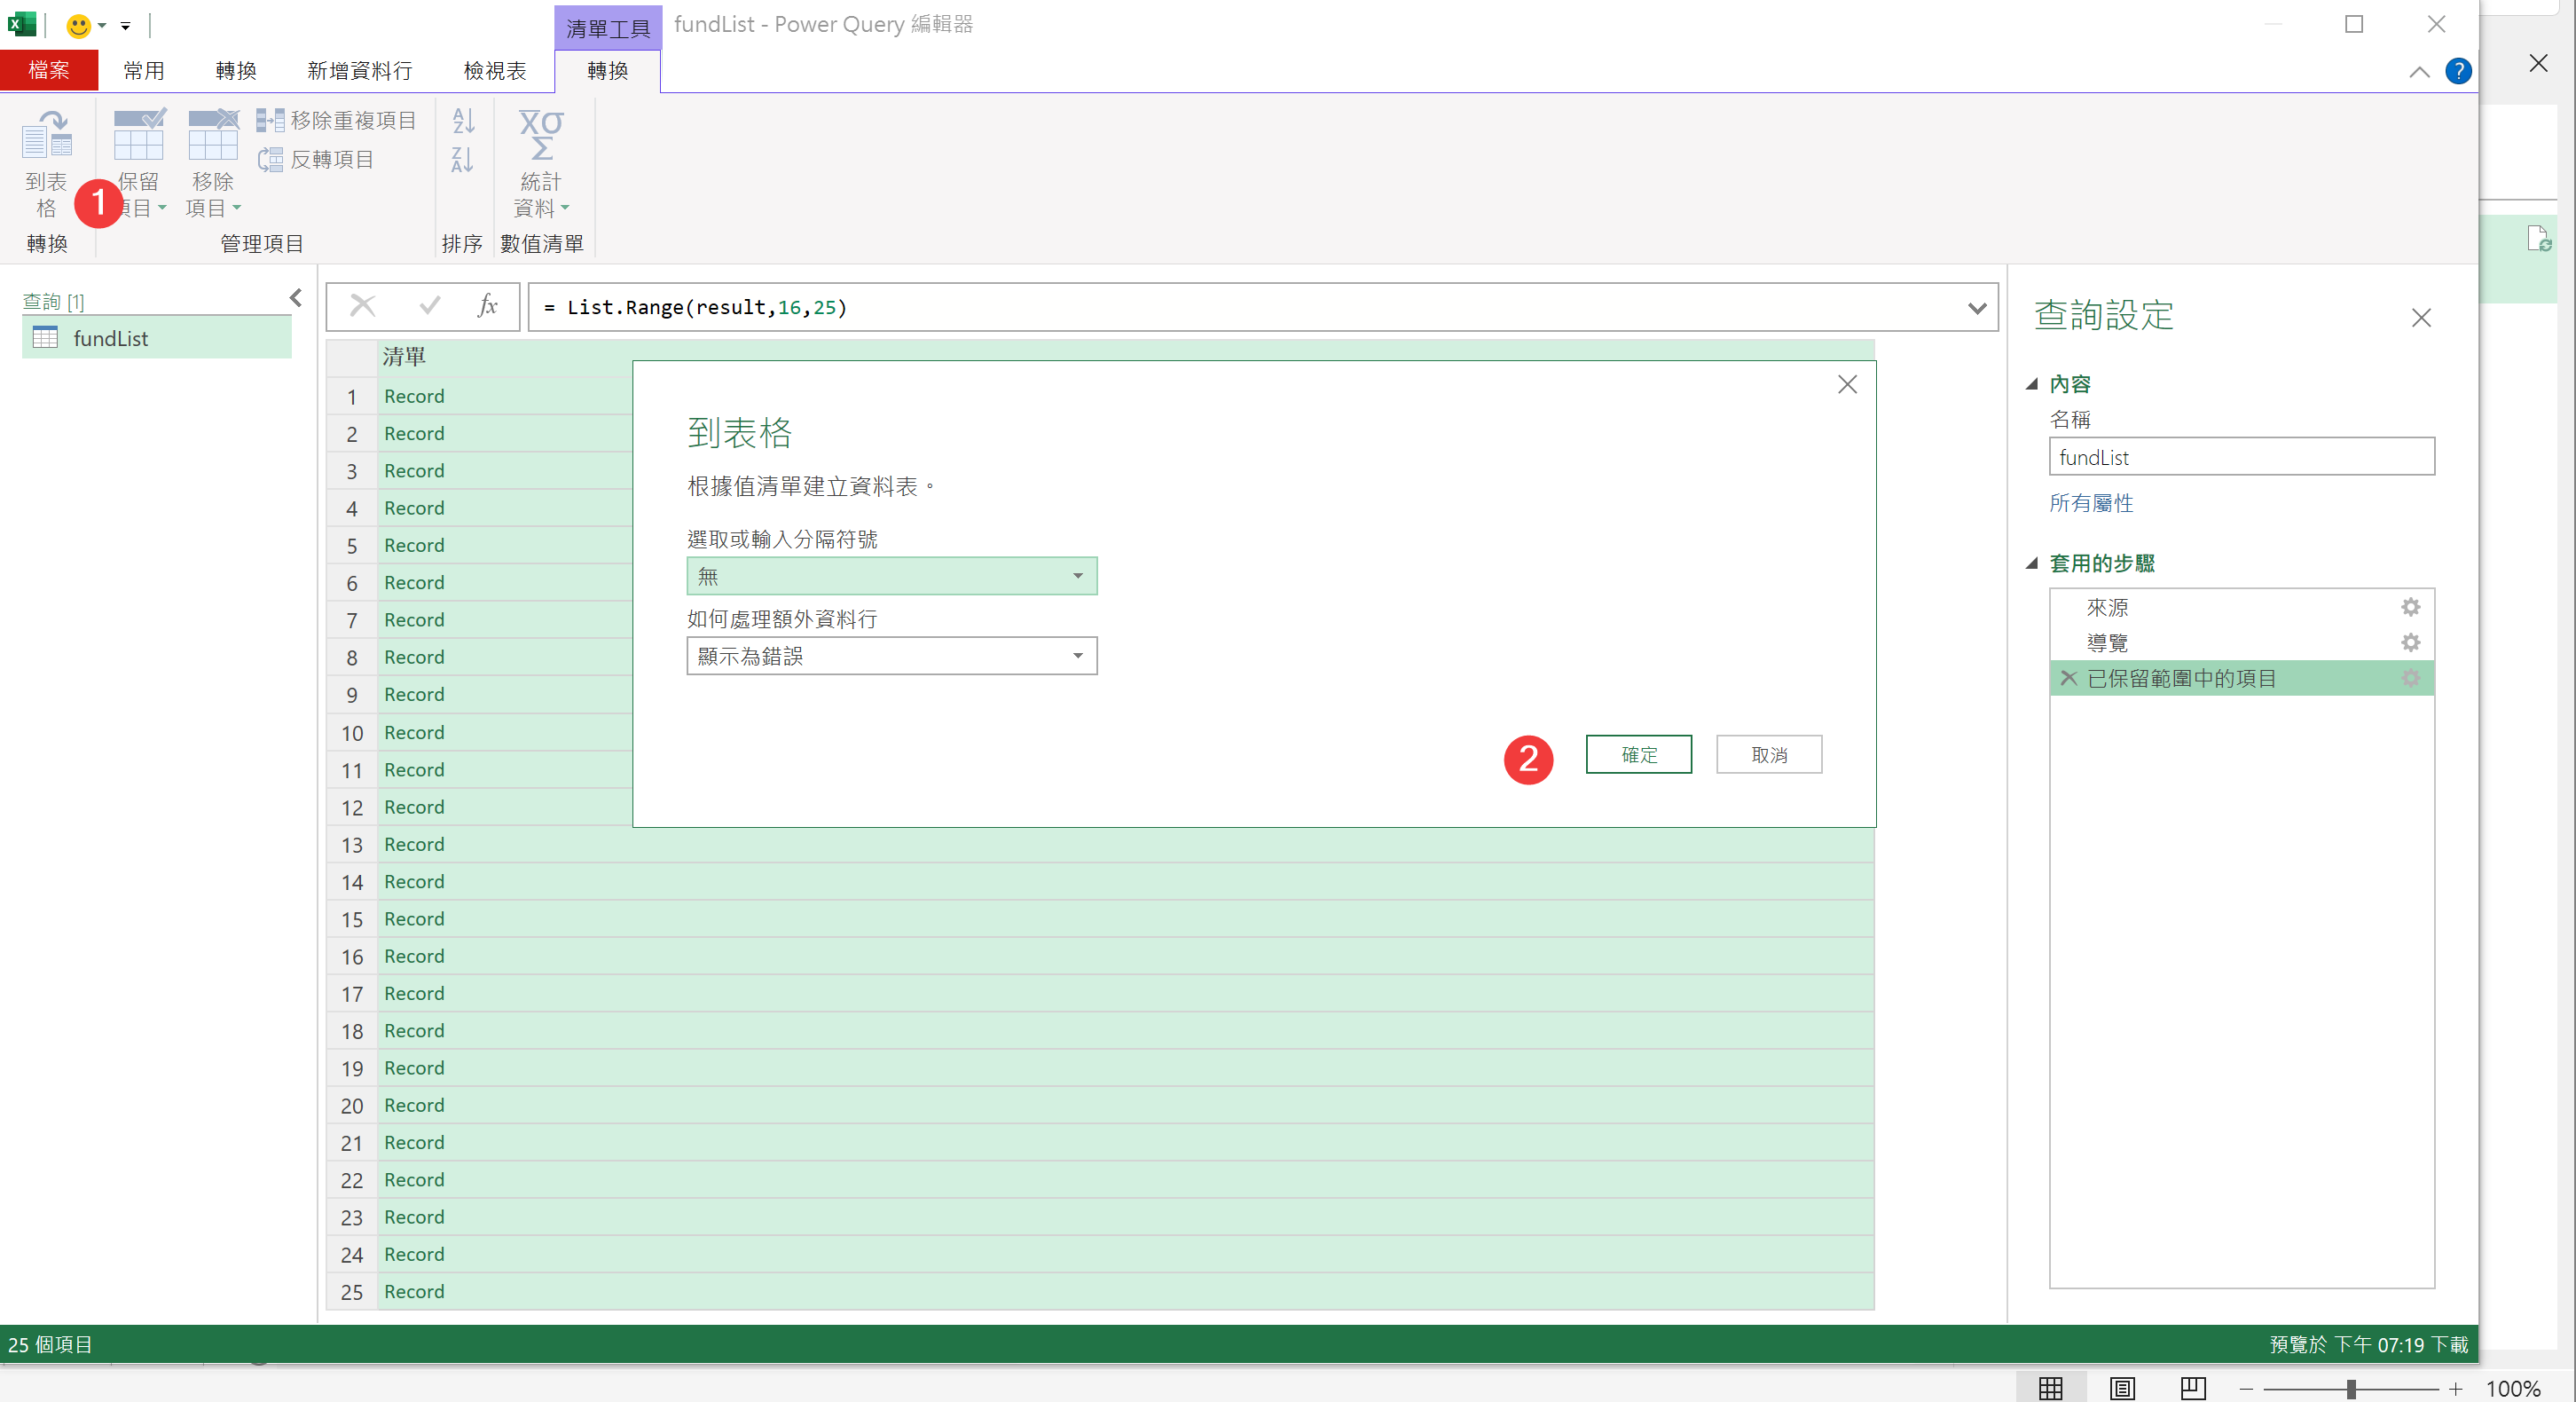 清單工具
fundList - Power Query 編輯器
檔案
常用
轉換
新增資料行
檢視表
轉換
到表
格
保留
項目
移除
項目
移除重複項目
反轉項目
統計
資料
轉換
管理項目
排序
數值清單
1
查詢 [1]
fundList
fx
= List.Range(result,16,25)
清單
1 Record
2 Record
3 Record
4 Record
5 Record
6 Record
7 Record
8 Record
9 Record
10 Record
11 Record
12 Record
13 Record
14 Record
15 Record
16 Record
17 Record
18 Record
19 Record
20 Record
21 Record
22 Record
23 Record
24 Record
25 Record
到表格
根據值清單建立資料表。
選取或輸入分隔符號
無
如何處理額外資料行
顯示為錯誤
2
確定
取消
查詢設定
內容
名稱
fundList
所有屬性
套用的步驟
來源
導覽
已保留範圍中的項目
25 個項目
預覽於 下午 07:19 下載
100%